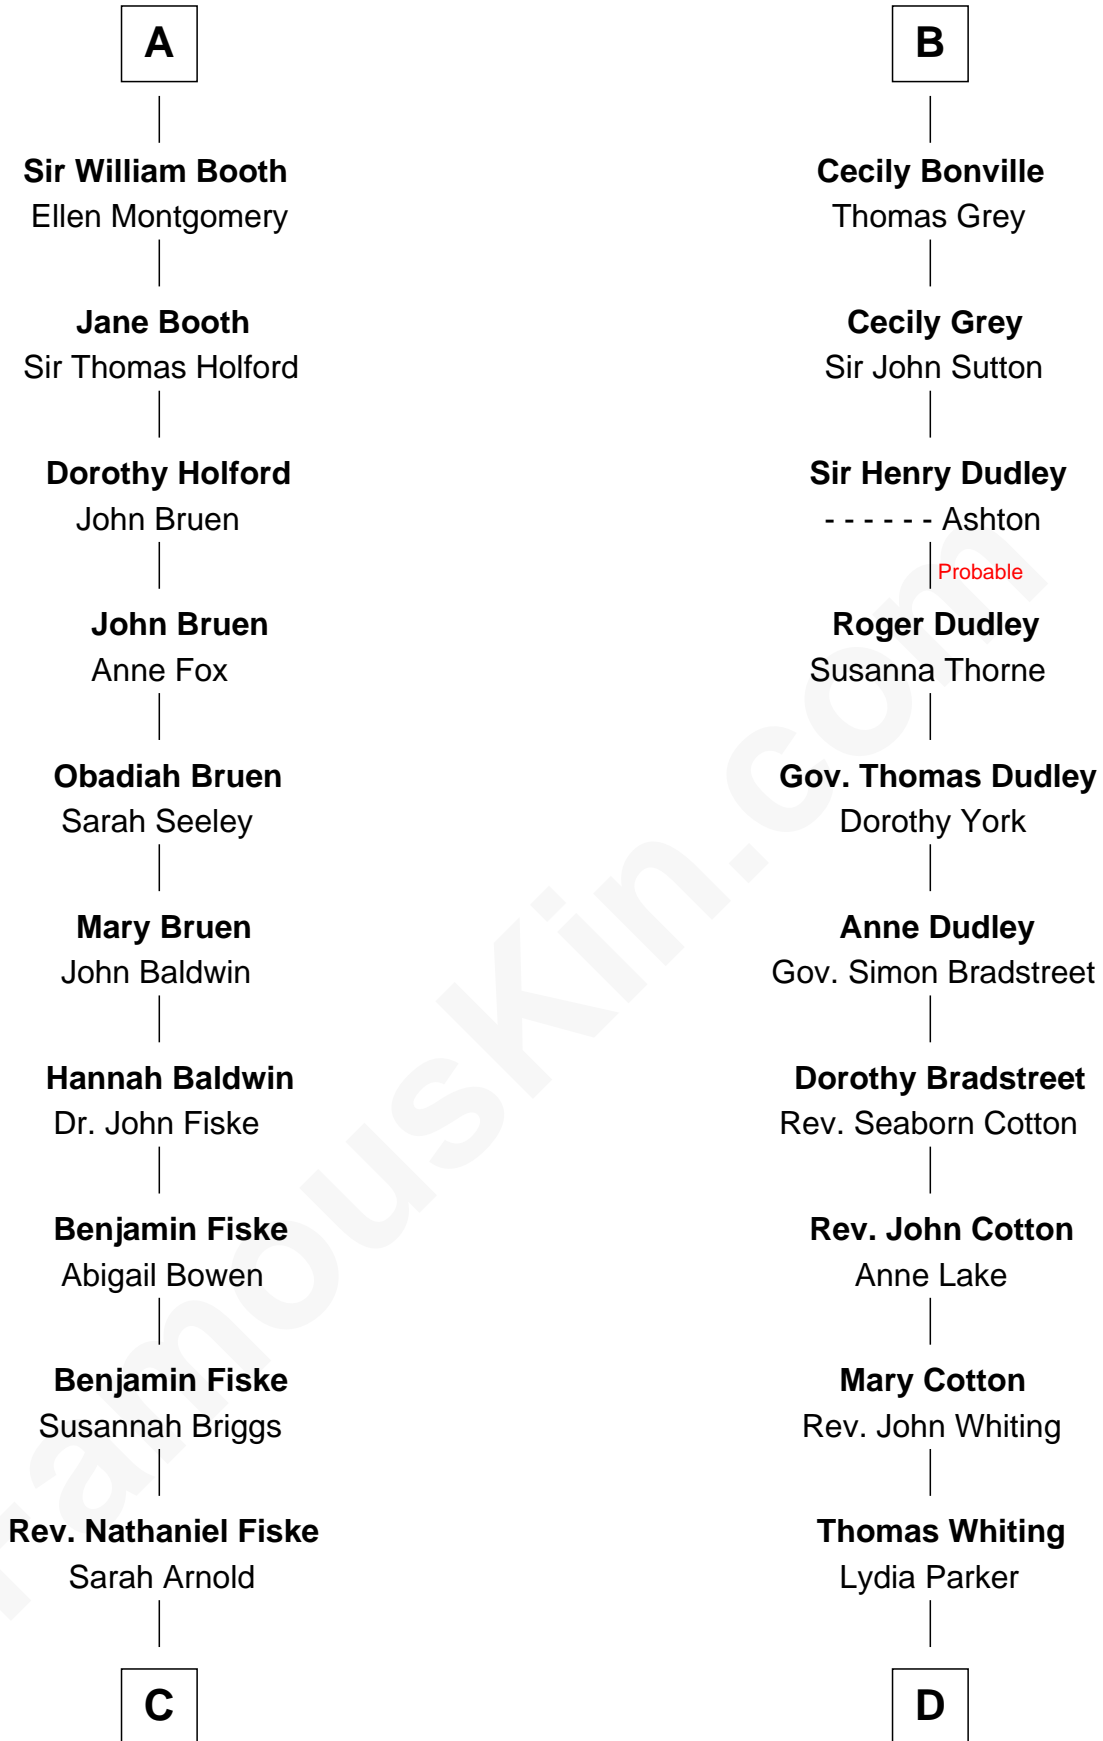 A
Sir William Booth
Ellen Montgomery
Jane Booth
Sir Thomas Holford
Dorothy Holford
John Bruen
John Bruen
Anne Fox
Obadiah Bruen
Sarah Seeley
Mary Bruen
John Baldwin
Hannah Baldwin
Dr. John Fiske
Benjamin Fiske
Abigail Bowen
Benjamin Fiske
Susannah Briggs
Rev. Nathaniel Fiske
Sarah Arnold
C
B
Cecily Bonville
Thomas Grey
Cecily Grey
Sir John Sutton
Sir Henry Dudley
- - - - - - Ashton
Probable
Roger Dudley
Susanna Thorne
Gov. Thomas Dudley
Dorothy York
Anne Dudley
Gov. Simon Bradstreet
Dorothy Bradstreet
Rev. Seaborn Cotton
Rev. John Cotton
Anne Lake
Mary Cotton
Rev. John Whiting
Thomas Whiting
Lydia Parker
D
FamousKin.com